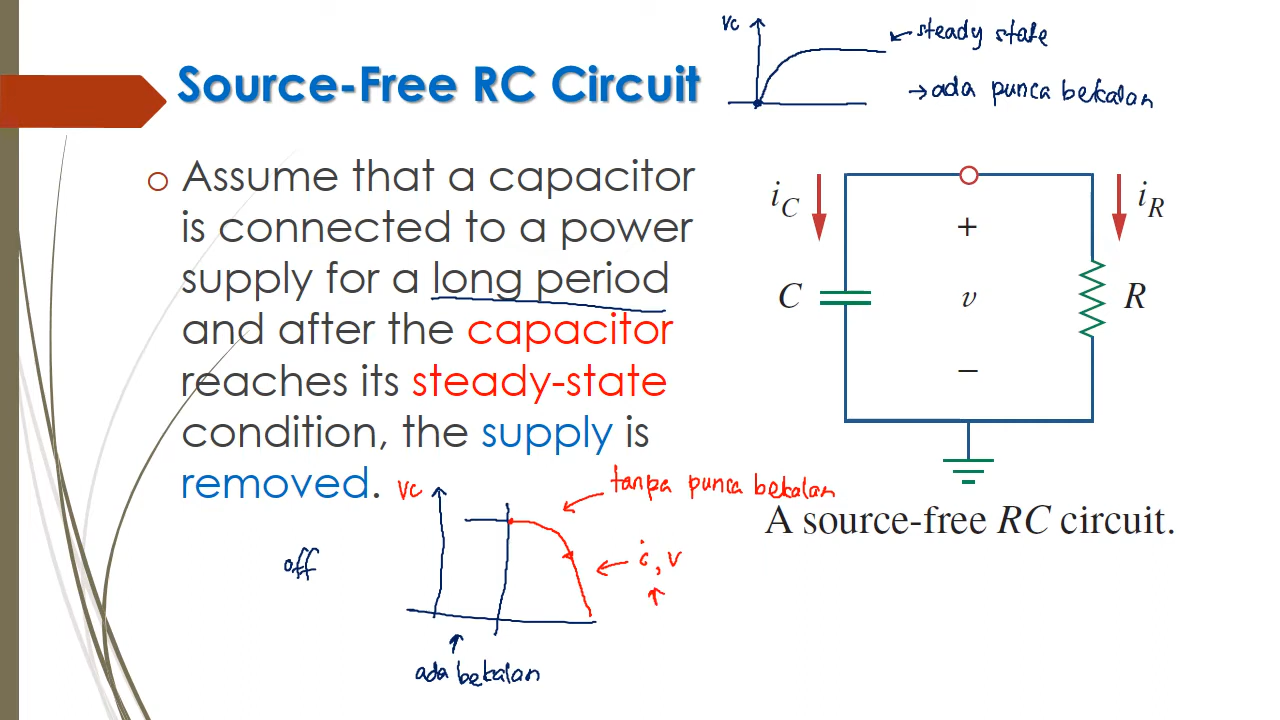 VC
steady state
→ ada punca bekalan
Source-Free RC Circuit
Assume that a capacitor
is connected to a power
supply for a long period
and after the capacitor
reaches its steady-state
condition, the supply is
removed.
iC
iR
+
C
v
R
−
A source-free RC circuit.
VC
tanpa punca bekalan
off
i, v
ada bekalan